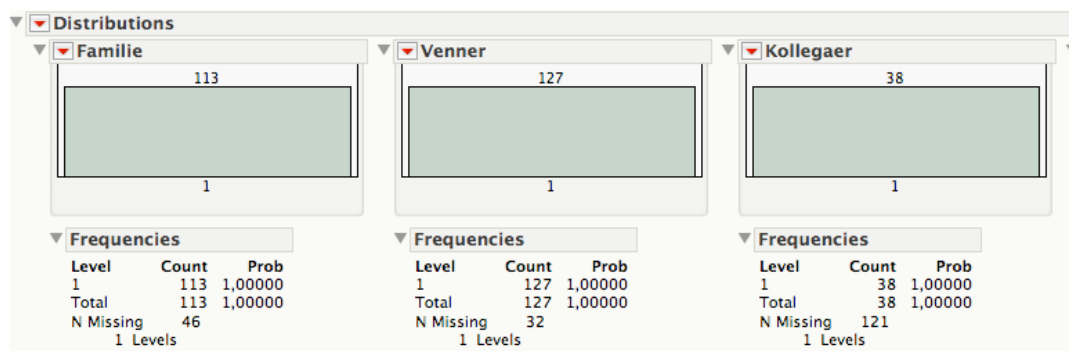 Distributions
Familie
113
1
Frequencies
Level Count Prob
1 113 1,00000
Total 113 1,00000
N Missing 46
1 Levels
Venner
127
1
Frequencies
Level Count Prob
1 127 1,00000
Total 127 1,00000
N Missing 32
1 Levels
Kollegaer
38
1
Frequencies
Level Count Prob
1 38 1,00000
Total 38 1,00000
N Missing 121
1 Levels